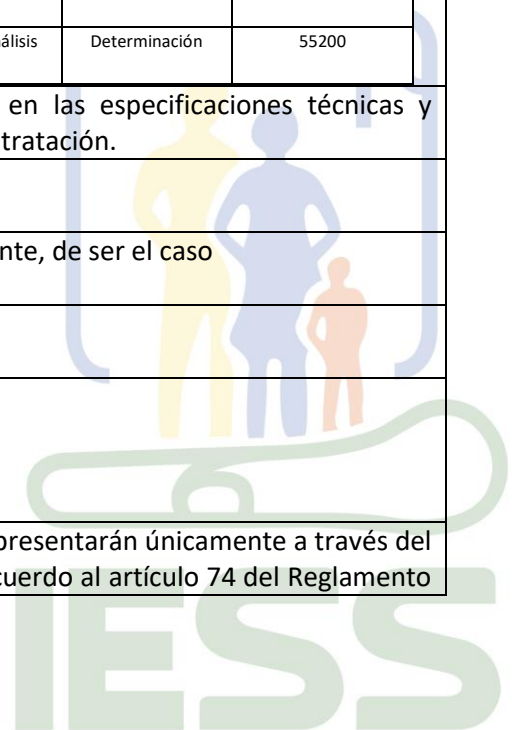 álisis Determinación 55200
en las especificaciones técnicas y
tratación.
nte, de ser el caso
presentarán únicamente a través del
cuerdo al artículo 74 del Reglamento
IESS